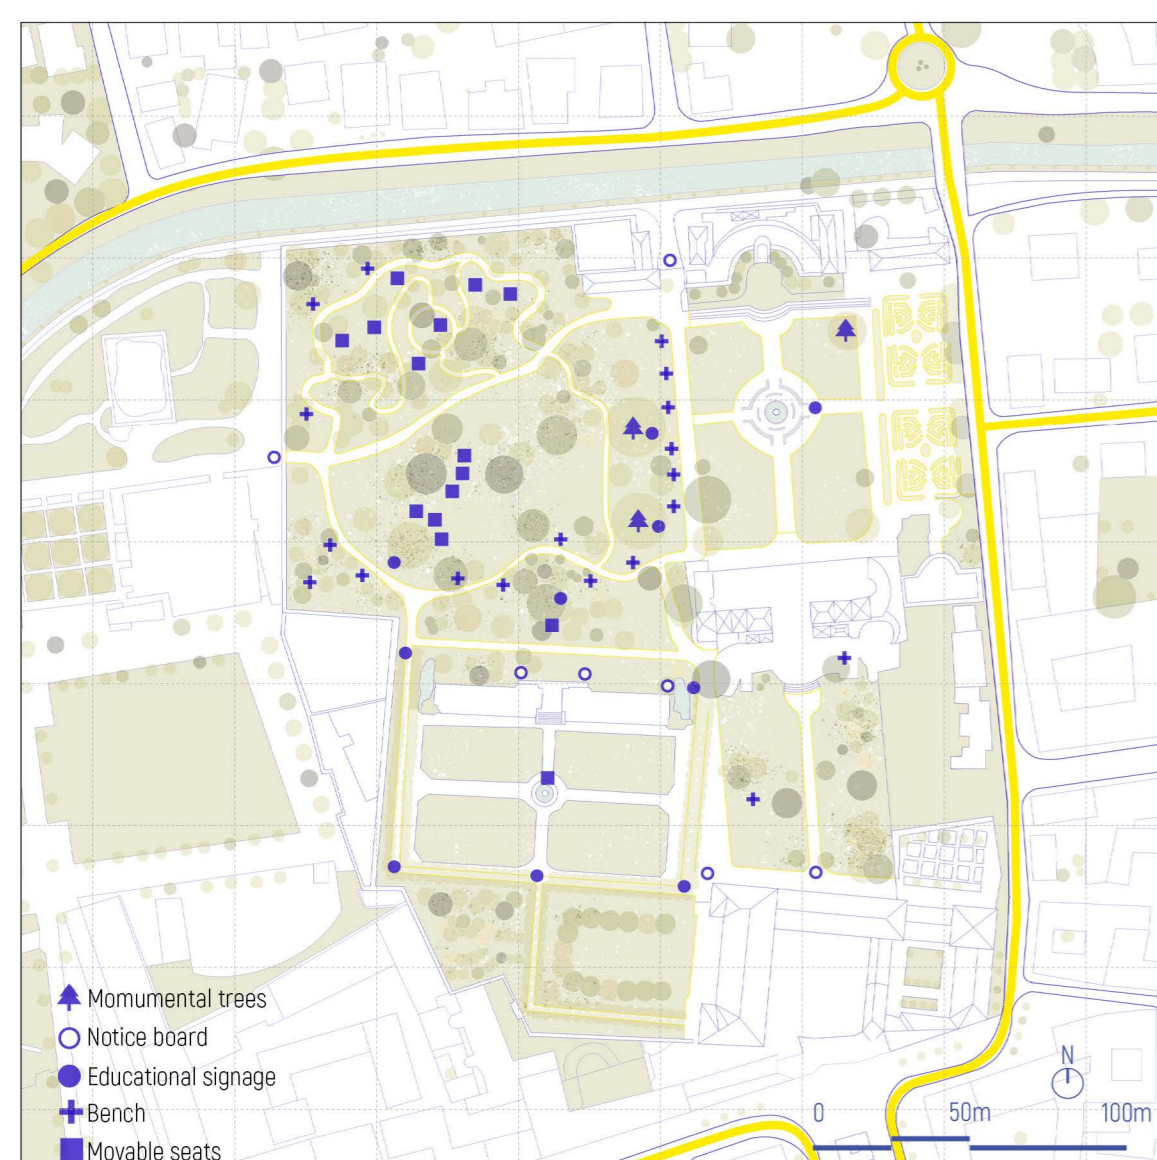 Momumental trees
Notice board
Educational signage
Bench
Movable seats
N
0 50m 100m